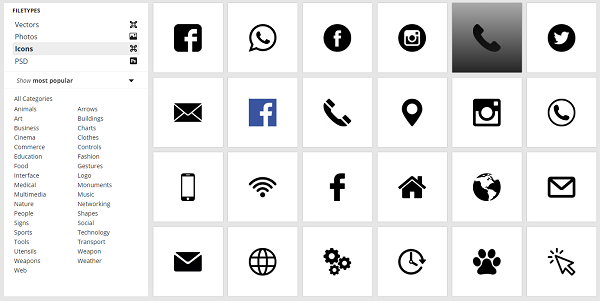 FILETYPES
Vectors
Photos
Icons
PSD
Show most popular
All Categories
Animals Arrows
Art Buildings
Business Charts
Cinema Clothes
Commerce Controls
Education Fashion
Food Gestures
Interface Logo
Medical Monuments
Multimedia Music
Nature Networking
People Shapes
Signs Social
Sports Technology
Tools Transport
Utensils Weapon
Weapons Weather
Web